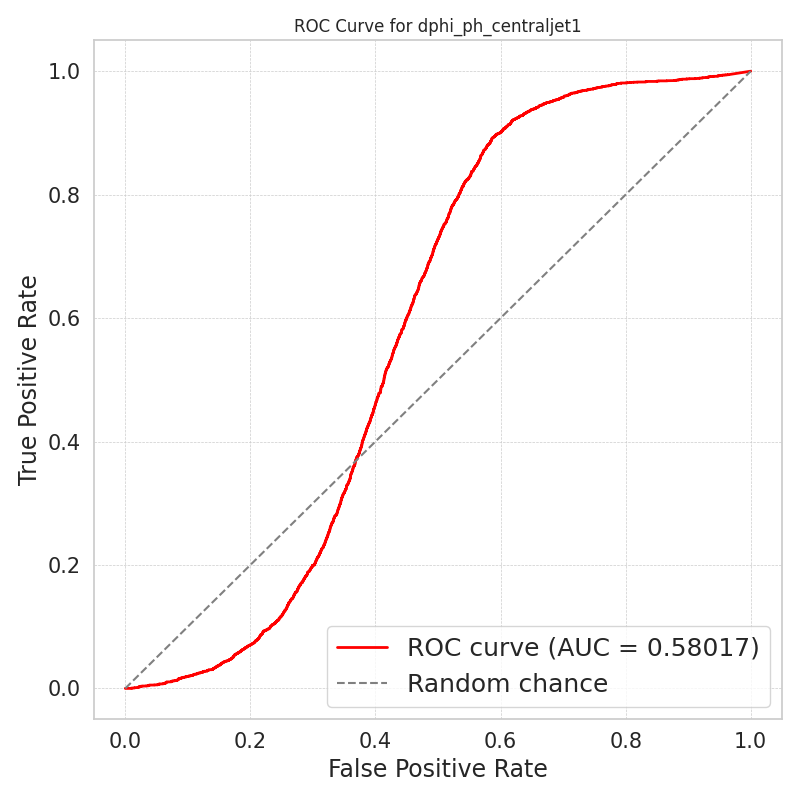 ROC Curve for dphi_ph_centraljet1
True Positive Rate
1.0
0.8
0.6
0.4
0.2
0.0
ROC curve (AUC = 0.58017)
Random chance
0.0 0.2 0.4 0.6 0.8 1.0
False Positive Rate